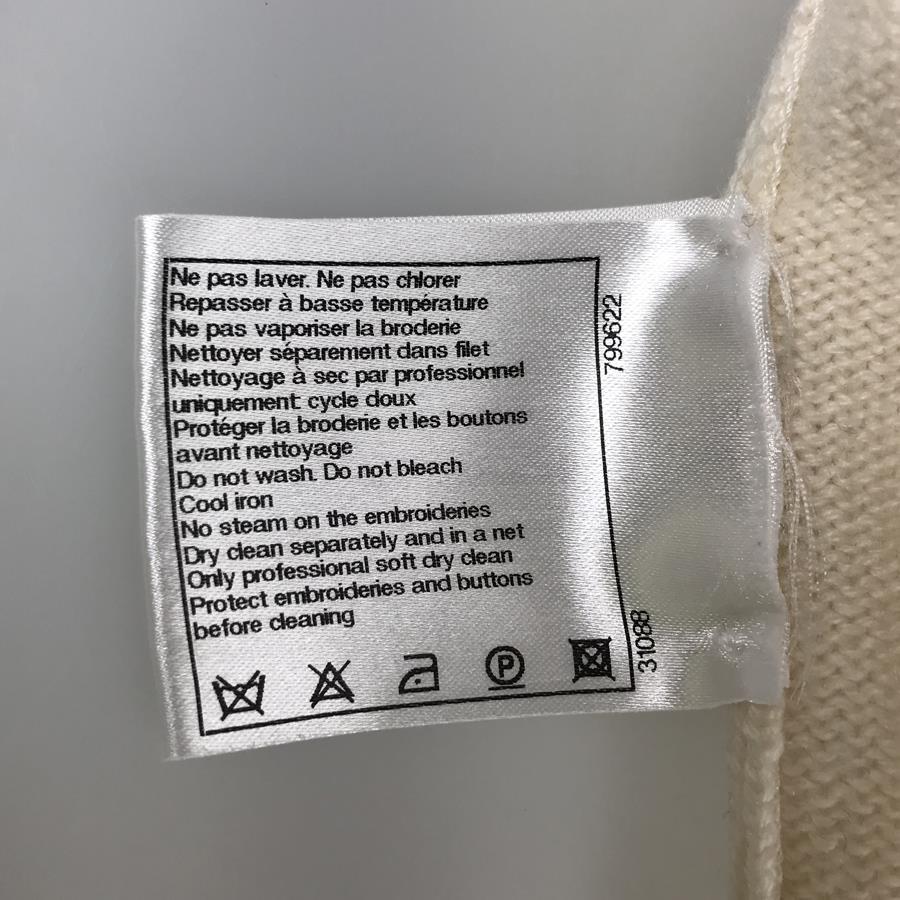 Ne pas laver. Ne pas chlorer
Repasser à basse température
Ne pas vaporiser la broderie
Nettoyer séparement dans filet
Nettoyage à sec par professionnel
uniquement: cycle doux
Protéger la broderie et les boutons
avant nettoyage
Do not wash. Do not bleach
Cool iron
No steam on the embroideries
Dry clean separately and in a net
Only professional soft dry clean
Protect embroideries and buttons
before cleaning
P
799622
31088